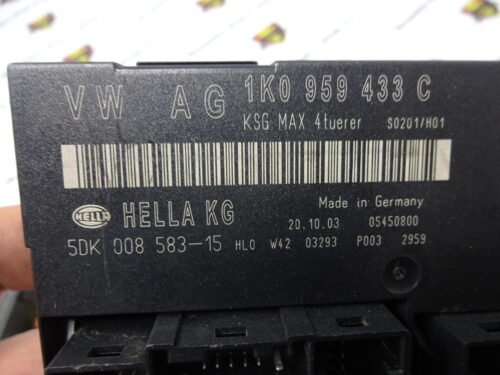 VW AG 1K0 959 433 C
KSG MAX 4tuerer S0201/H01
HELLA HELLA KG Made in Germany
20.10.03 05450800
5DK 008 583-15 HL0 W42 03293 P003 2959